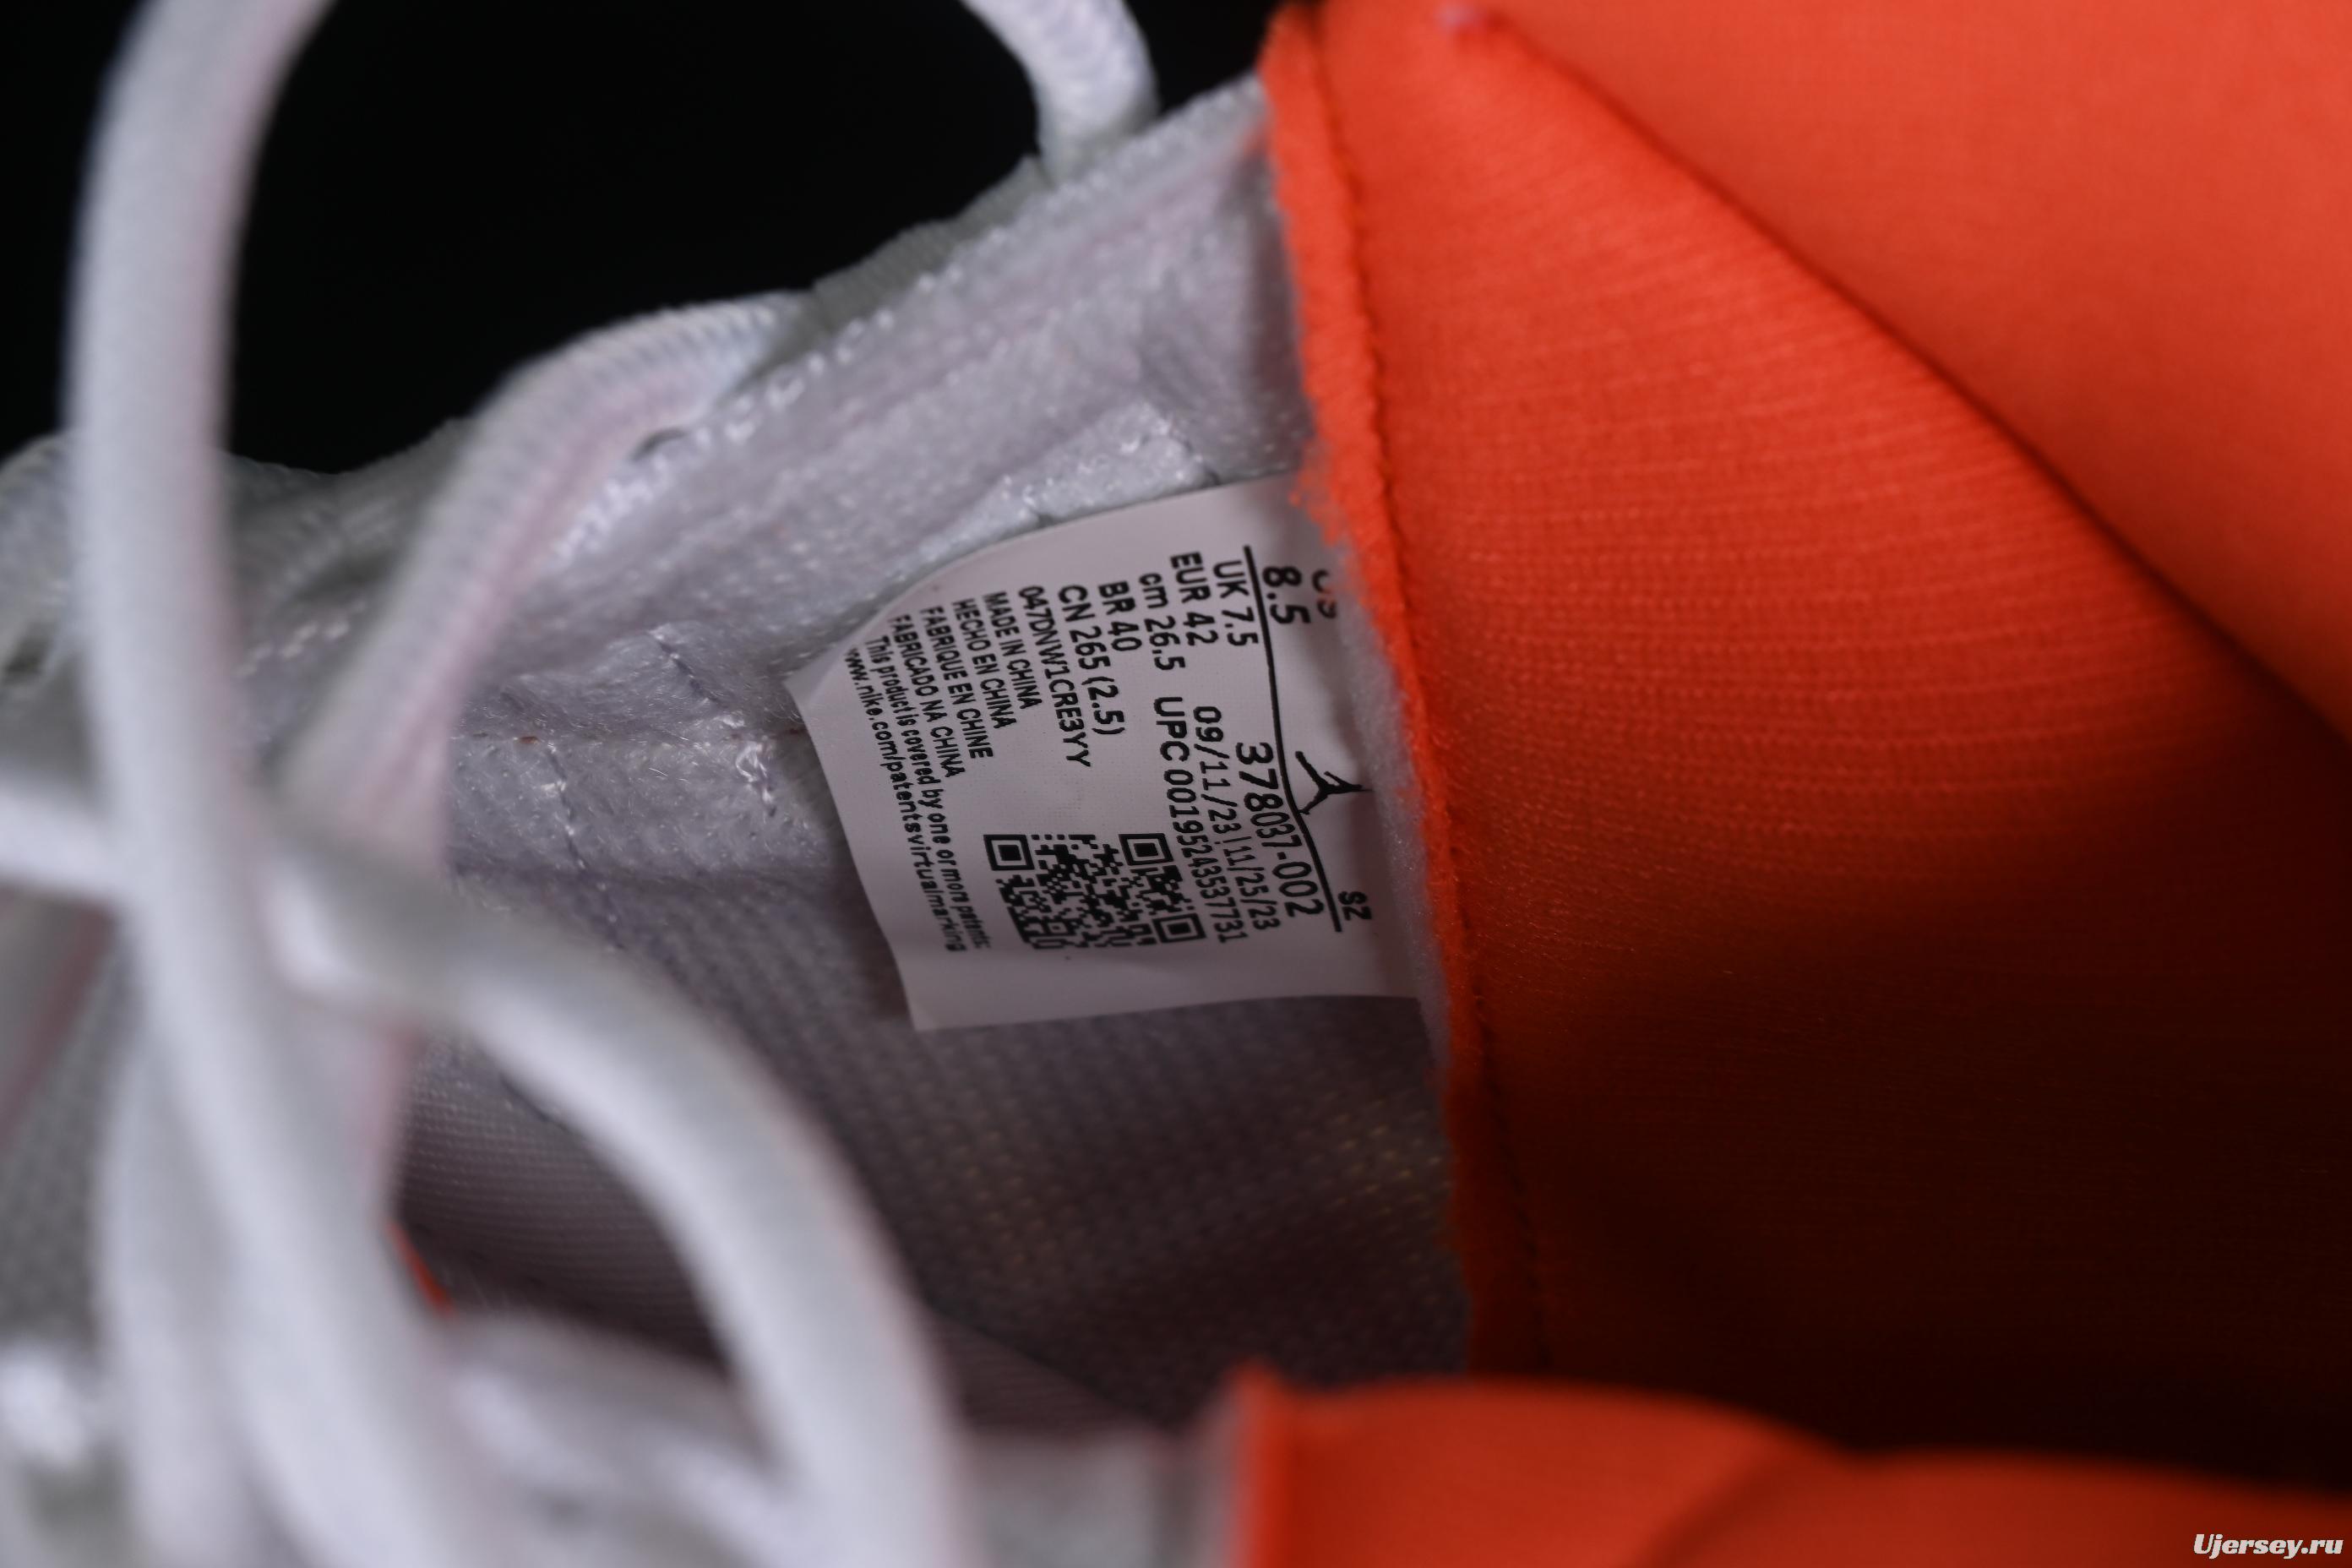 US
SZ
8.5
UK 7.5
378037-002
EUR 42
09/11/23 | 11/25/23
cm 26.5
UPC 00195243537731
BR 40
CN 265 (2.5)
047DNW1CRE3YY
MADE IN CHINA
HECHO EN CHINA
FABRIQUE EN CHINE
FABRICADO NA CHINA
This product is covered by one or more patents:
www.nike.com/patentsvirtualmarking
Ujersey.ru